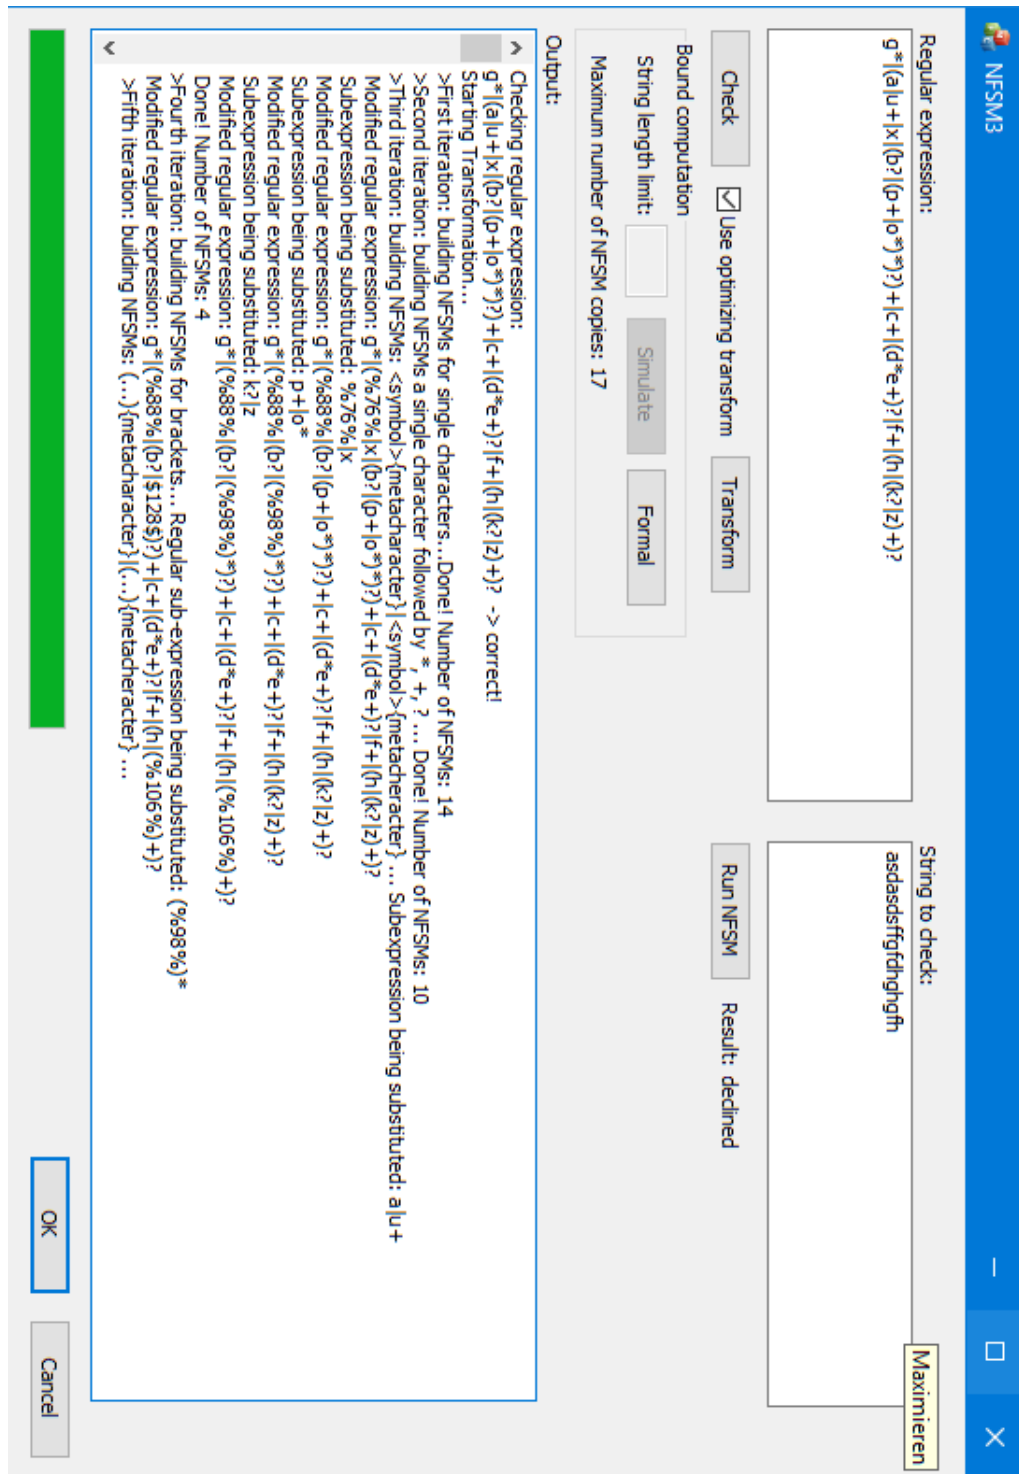 NFSM3
Maximieren
Regular expression:
g*|(a|u+|x|(b?|(p+|o*)*)?)+|c+|(d*e+)?|f+|(h|(k?|z)+)?
String to check:
asdasdsffgfdhghgfh
Check
Use optimizing transform
Transform
Run NFSM
Result: declined
Bound computation
String length limit:
Simulate
Formal
Maximum number of NFSM copies: 17
Output:
Checking regular expression:
g*|(a|u+|x|(b?|(p+|o*)*)?)+|c+|(d*e+)?|f+|(h|(k?|z)+)?  -> correct!
Starting Transformation...
>First iteration: building NFSMs for single characters...Done! Number of NFSMs: 14
>Second iteration: building NFSMs a single character followed by *, +, ? ... Done! Number of NFSMs: 10
>Third iteration: building NFSMs: <symbol>{metacharacter}|<symbol>{metacheracter} ... Subexpression being substituted: a|u+
Modified regular expression: g*|(%76%|x|(b?|(p+|o*)*)?)+|c+|(d*e+)?|f+|(h|(k?|z)+)?
Subexpression being substituted: %76%|x
Modified regular expression: g*|(%88%|(b?|(p+|o*)*)?)+|c+|(d*e+)?|f+|(h|(k?|z)+)?
Subexpression being substituted: p+|o*
Modified regular expression: g*|(%88%|(b?|(%98%)*)?)+|c+|(d*e+)?|f+|(h|(k?|z)+)?
Subexpression being substituted: k?|z
Modified regular expression: g*|(%88%|(b?|(%98%)*)?)+|c+|(d*e+)?|f+|(h|(%106%)+)?
Done! Number of NFSMs: 4
>Fourth iteration: building NFSMs for brackets... Regular sub-expression being substituted: (%98%)*
Modified regular expression: g*|(%88%|(b?|$128$)?)+|c+|(d*e+)?|f+|(h|(%106%)+)?
>Fifth iteration: building NFSMs: (...){metacharacter}|(...){metacheracter} ...
OK
Cancel